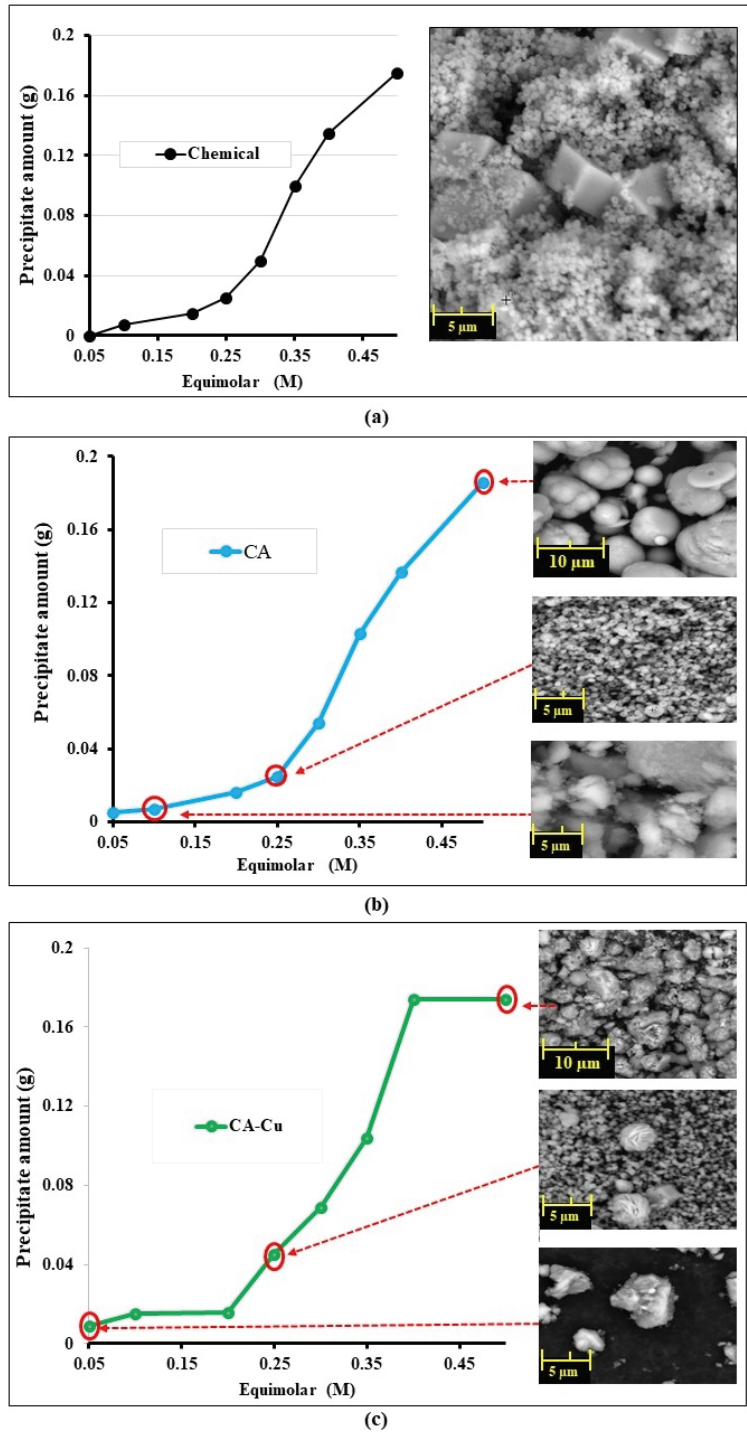 0.2
0.16
0.12
0.08
0.04
0
Precipitate amount (g)
Chemical
0.05 0.15 0.25 0.35 0.45
Equimolar (M)
5 µm
(a)
0.2
0.16
0.12
0.08
0.04
0
Precipitate amount (g)
CA
0.05 0.15 0.25 0.35 0.45
Equimolar (M)
10 µm
5 µm
5 µm
(b)
0.2
0.16
0.12
0.08
0.04
0
Precipitate amount (g)
CA-Cu
0.05 0.15 0.25 0.35 0.45
Equimolar (M)
10 µm
5 µm
5 µm
(c)